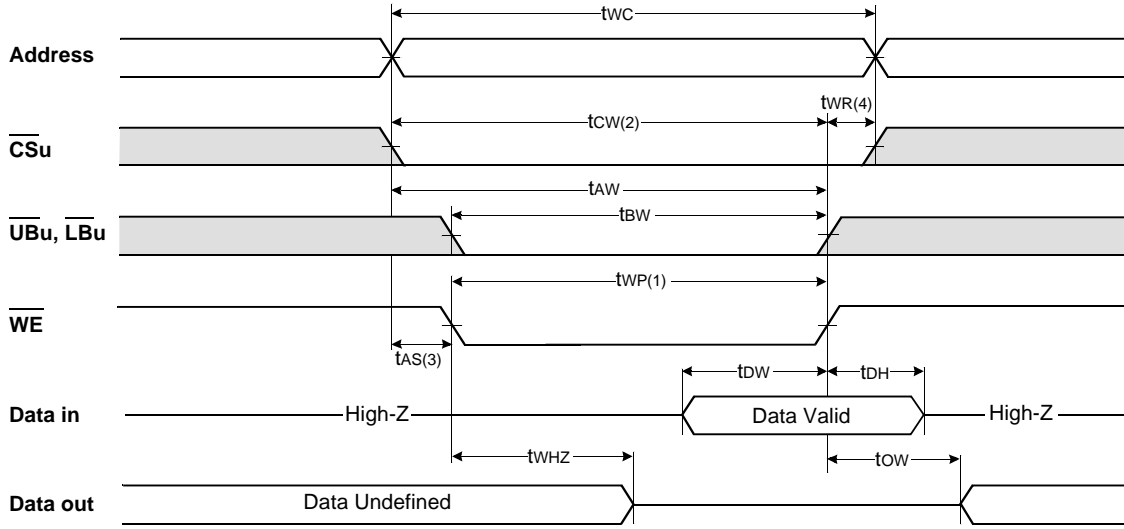 tWC
Address
tWR(4)
tCW(2)
CSu
tAW
tBW
UBu, LBu
tWP(1)
WE
tAS(3)
tDW
tDH
Data in
High-Z
Data Valid
High-Z
tWHZ
tOW
Data out
Data Undefined